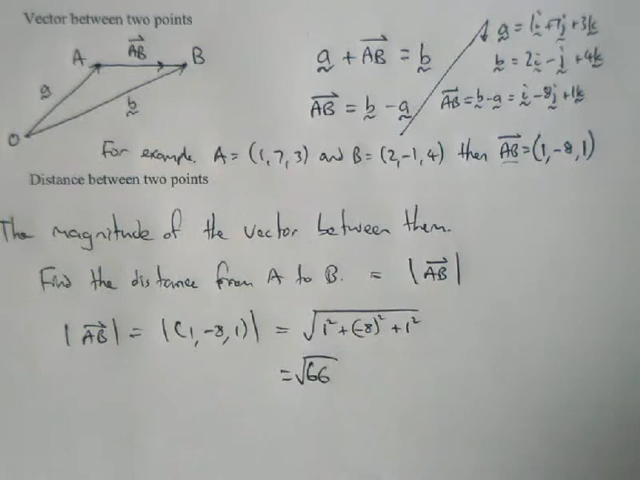 Vector between two points
A AB B
a
b
O
a + AB = b
AB = b - a
a = 1i + 7j + 3k
b = 2i - j + 4k
AB = b - a = i - 8j + 1k
For example. A = (1, 7, 3) and B = (2, -1, 4) then AB = (1, -8, 1)
Distance between two points
The magnitude of the vector between them.
Find the distance from A to B. = |AB|
|AB| = |(1, -8, 1)| = √1² + (-8)² + 1²
= √66